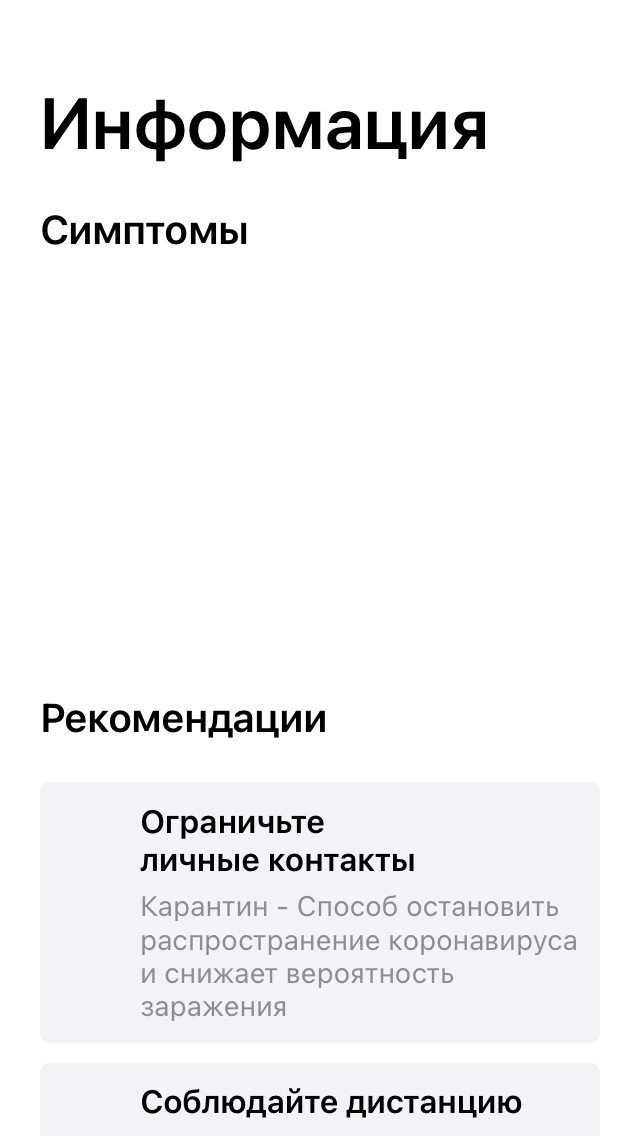 Информация
Симптомы
Рекомендации
Ограничьте
личные контакты
Карантин - Способ остановить
распространение коронавируса
и снижает вероятность
заражения
Соблюдайте дистанцию